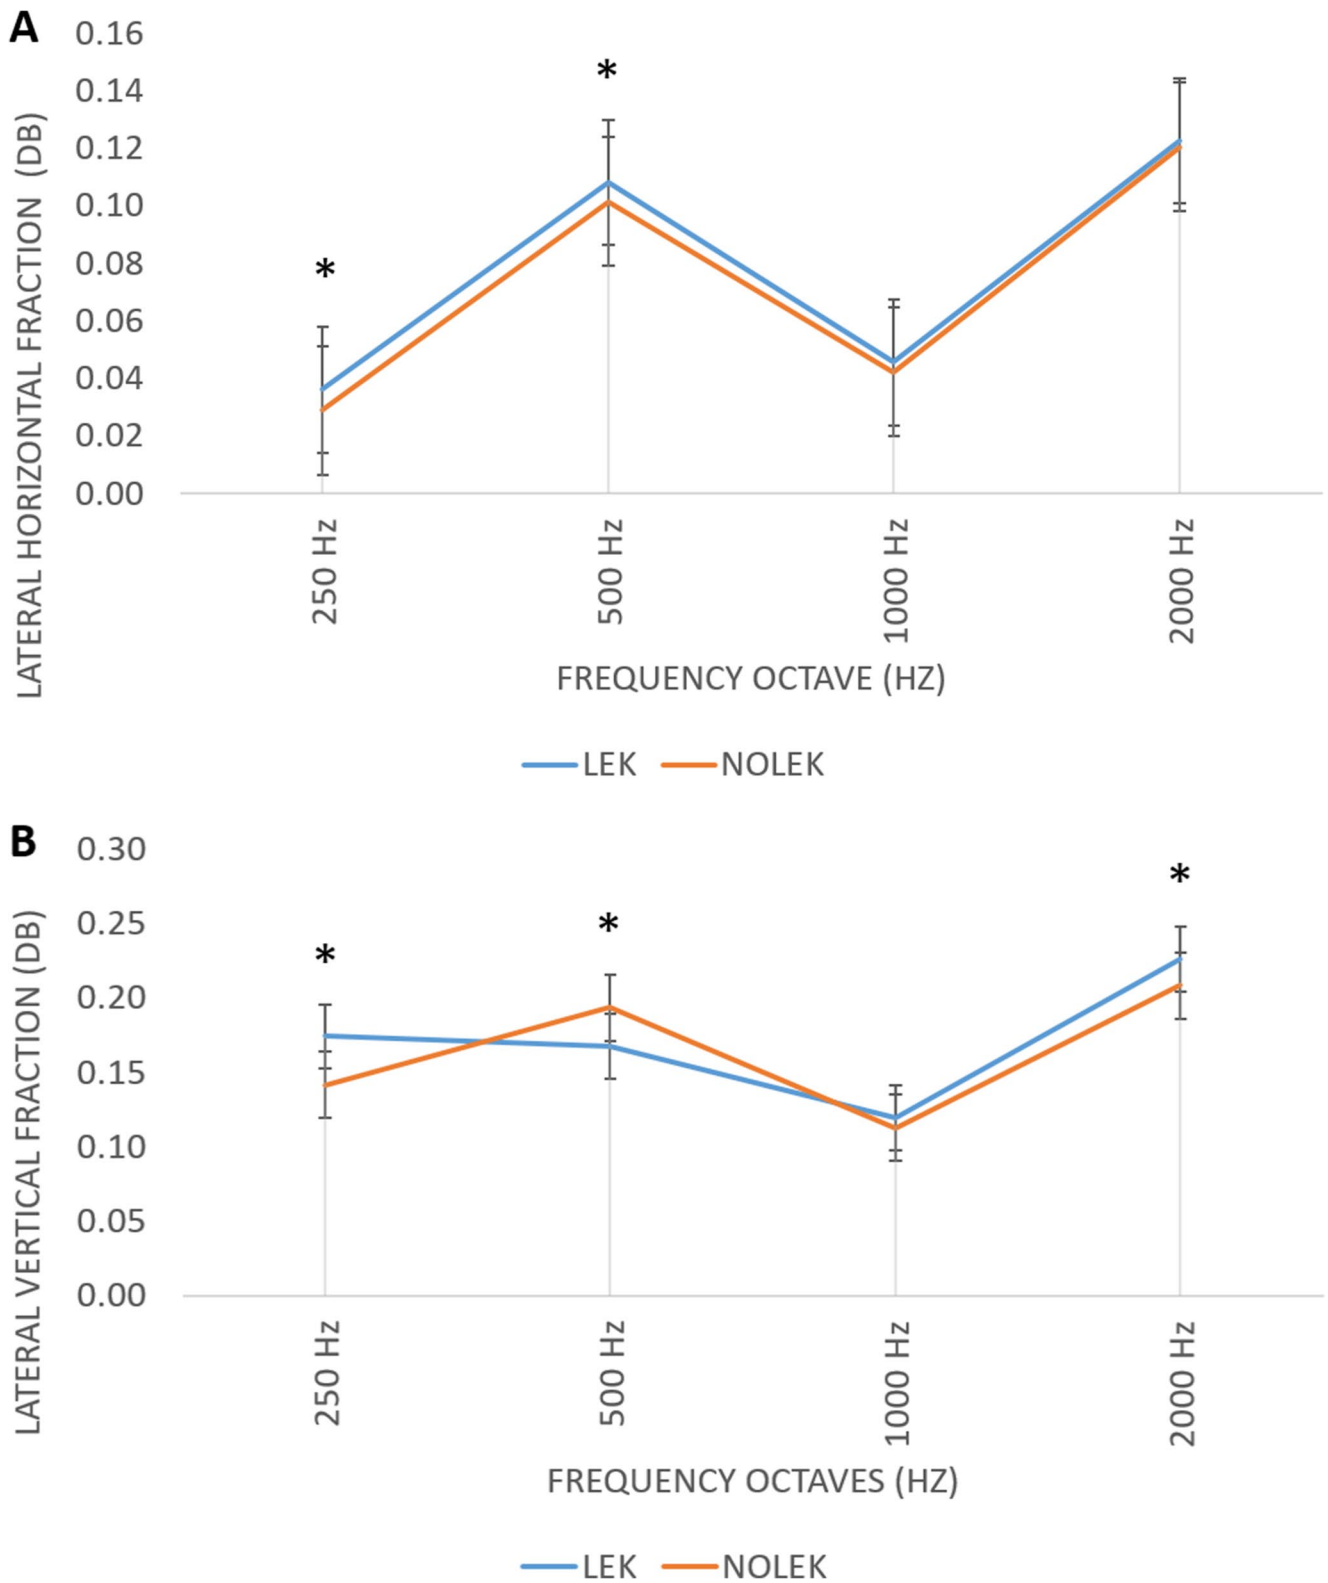 A
0.16
0.14
0.12
0.10
0.08
0.06
0.04
0.02
0.00
LATERAL HORIZONTAL FRACTION (DB)
*
*
250 Hz
500 Hz
1000 Hz
2000 Hz
FREQUENCY OCTAVE (HZ)
LEK NOLEK
B
0.30
0.25
0.20
0.15
0.10
0.05
0.00
LATERAL VERTICAL FRACTION (DB)
*
*
*
250 Hz
500 Hz
1000 Hz
2000 Hz
FREQUENCY OCTAVES (HZ)
LEK NOLEK